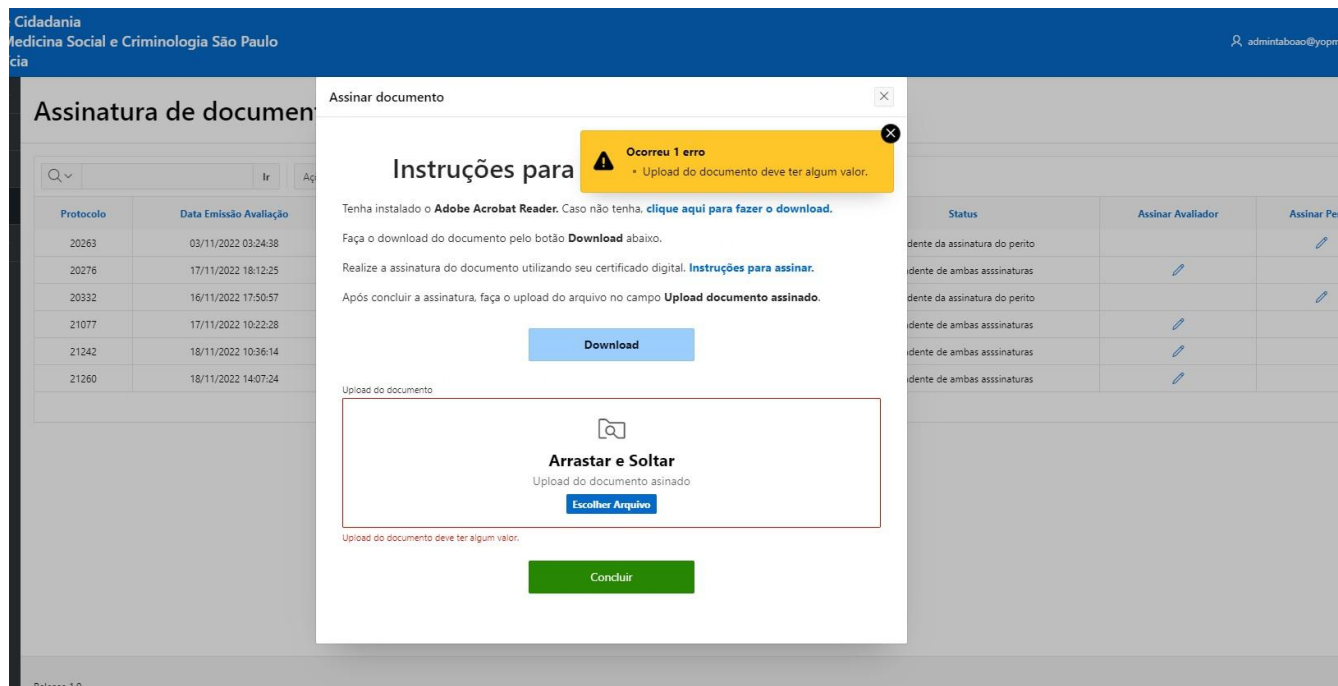 Cidadania
Medicina Social e Criminologia São Paulo
admintaboao@yopm
Assinatura de documen
Ir
Protocolo Data Emissão Avaliação Status Assinar Avaliador Assinar Pe
20263 03/11/2022 03:24:38 dente da assinatura do perito
20276 17/11/2022 18:12:25 dente de ambas asssinaturas
20332 16/11/2022 17:50:57 dente da assinatura do perito
21077 17/11/2022 10:22:28 dente de ambas asssinaturas
21242 18/11/2022 10:36:14 dente de ambas asssinaturas
21260 18/11/2022 14:07:24 dente de ambas asssinaturas
Assinar documento
Ocorreu 1 erro
• Upload do documento deve ter algum valor.
Instruções para
Tenha instalado o Adobe Acrobat Reader. Caso não tenha, clique aqui para fazer o download.
Faça o download do documento pelo botão Download abaixo.
Realize a assinatura do documento utilizando seu certificado digital. Instruções para assinar.
Após concluir a assinatura, faça o upload do arquivo no campo Upload documento assinado.
Download
Upload do documento
Arrastar e Soltar
Upload do documento asinado
Escolher Arquivo
Upload do documento deve ter algum valor.
Concluir